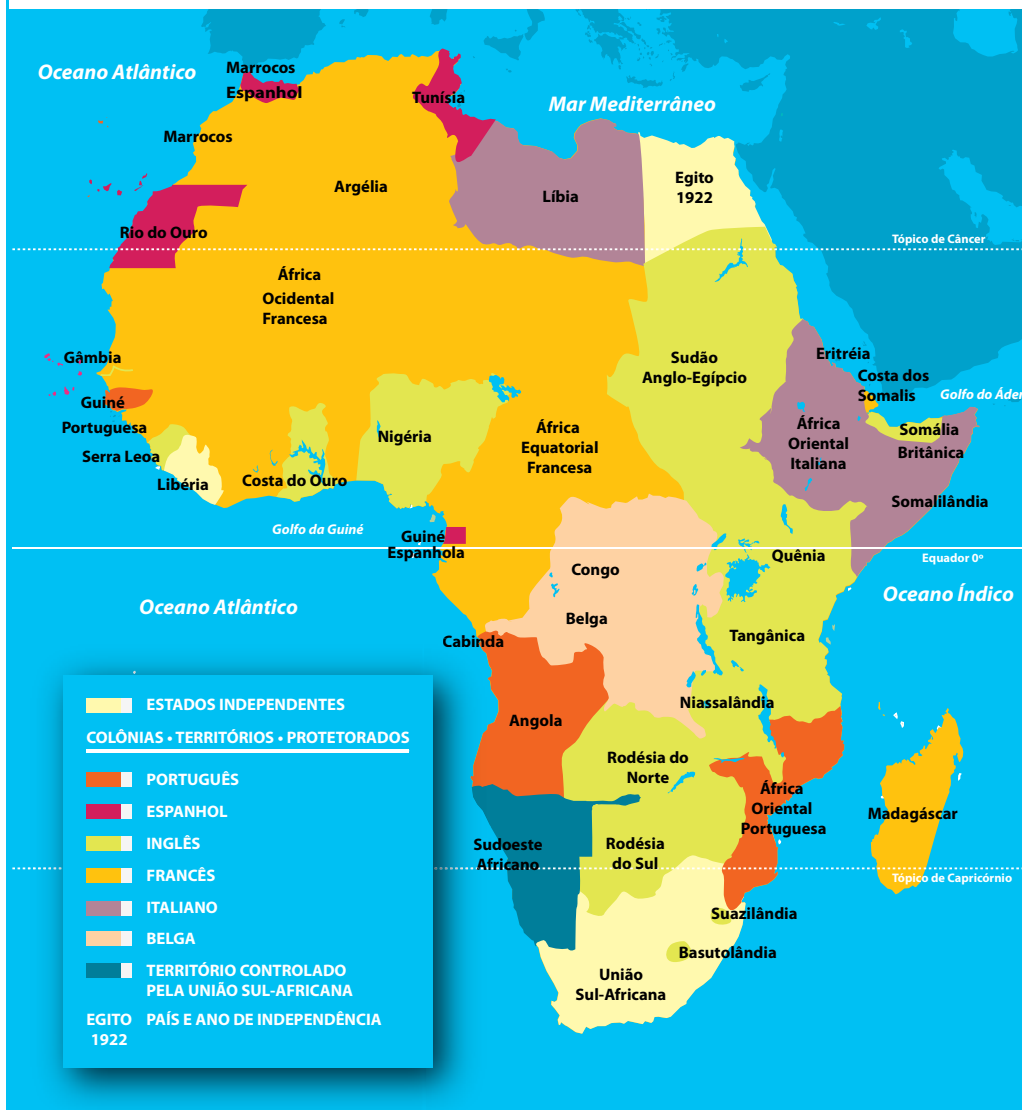 Oceano Atlântico
Marrocos
Espanhol
Tunísia
Mar Mediterrâneo
Marrocos
Argélia
Líbia
Egito
1922
Rio do Ouro
Tópico de Câncer
África
Ocidental
Francesa
Gâmbia
Sudão
Anglo-Egípcio
Eritréia
Costa dos
Somalis
Golfo do Áden
Guiné
Portuguesa
Nigéria
África
Equatorial
Francesa
África
Oriental
Italiana
Somália
Britânica
Serra Leoa
Libéria
Costa do Ouro
Somalilândia
Golfo da Guiné
Guiné
Espanhola
Quênia
Equador 0º
Congo
Belga
Oceano Atlântico
Oceano Índico
Tangânica
Cabinda
Niassalândia
Angola
Rodésia do
Norte
África
Oriental
Portuguesa
Madagáscar
Sudoeste
Africano
Rodésia
do Sul
Tópico de Capricórnio
Suazilândia
Basutolândia
União
Sul-Africana
ESTADOS INDEPENDENTES
COLÔNIAS • TERRITÓRIOS • PROTETORADOS
PORTUGUÊS
ESPANHOL
INGLÊS
FRANCÊS
ITALIANO
BELGA
TERRITÓRIO CONTROLADO
PELA UNIÃO SUL-AFRICANA
EGITO PAÍS E ANO DE INDEPENDÊNCIA
1922